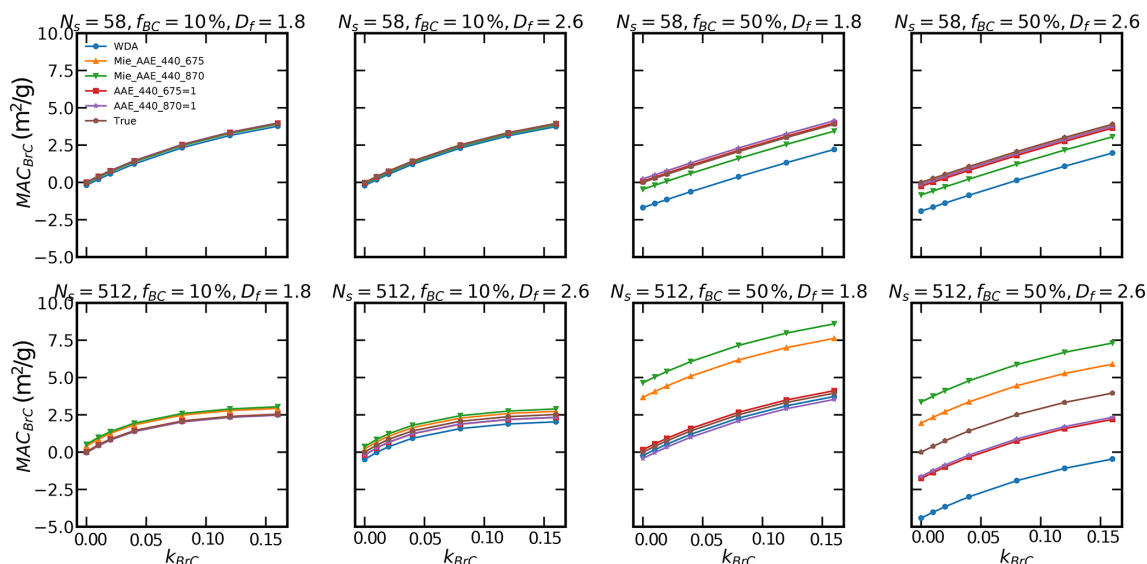 N_s = 58, f_BC = 10%, D_f = 1.8
N_s = 58, f_BC = 10%, D_f = 2.6
N_s = 58, f_BC = 50%, D_f = 1.8
N_s = 58, f_BC = 50%, D_f = 2.6
10.0
7.5
5.0
2.5
0.0
−2.5
−5.0
MAC_BrC (m²/g)
WDA
Mie_AAE_440_675
Mie_AAE_440_870
AAE_440_675=1
AAE_440_870=1
True
N_s = 512, f_BC = 10%, D_f = 1.8
N_s = 512, f_BC = 10%, D_f = 2.6
N_s = 512, f_BC = 50%, D_f = 1.8
N_s = 512, f_BC = 50%, D_f = 2.6
10.0
7.5
5.0
2.5
0.0
−2.5
−5.0
MAC_BrC (m²/g)
0.00 0.05 0.10 0.15
0.00 0.05 0.10 0.15
0.00 0.05 0.10 0.15
0.00 0.05 0.10 0.15
k_BrC
k_BrC
k_BrC
k_BrC